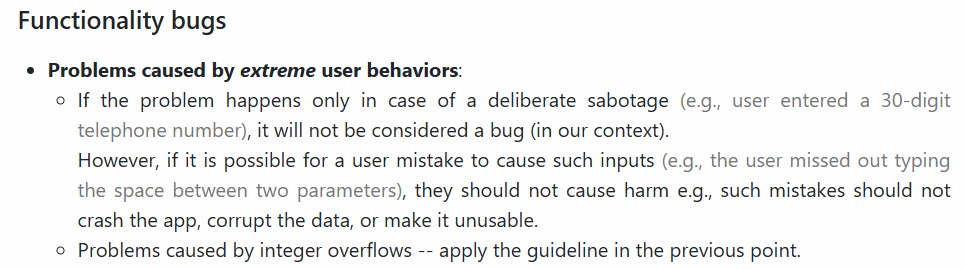 Functionality bugs
• Problems caused by extreme user behaviors:
○ If the problem happens only in case of a deliberate sabotage (e.g., user entered a 30-digit
telephone number), it will not be considered a bug (in our context).
However, if it is possible for a user mistake to cause such inputs (e.g., the user missed out typing
the space between two parameters), they should not cause harm e.g., such mistakes should not
crash the app, corrupt the data, or make it unusable.
○ Problems caused by integer overflows -- apply the guideline in the previous point.